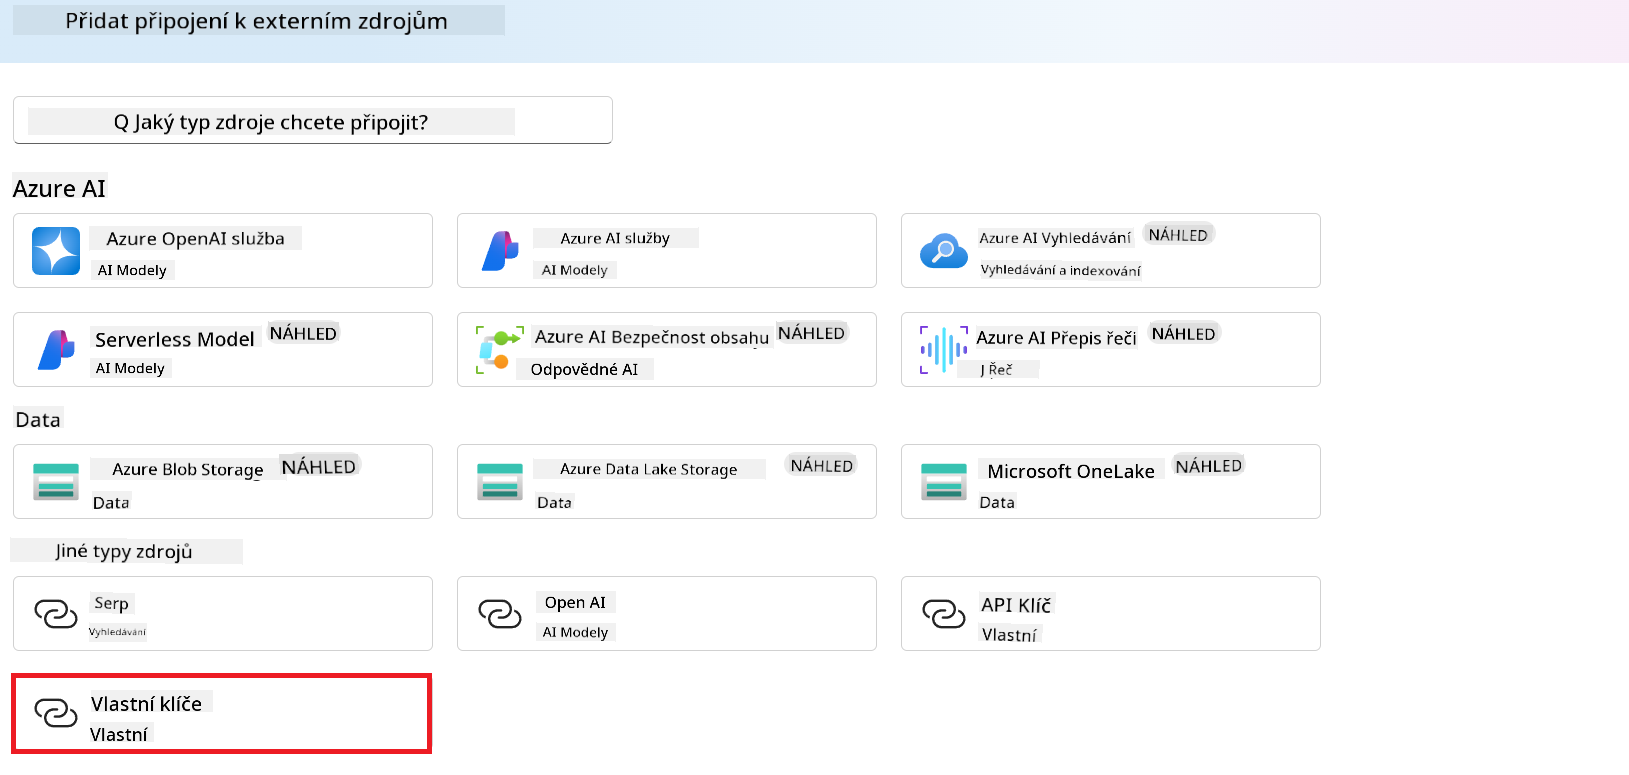 Přidat připojení k externím zdrojům
Q Jaký typ zdroje chcete připojit?
Azure AI
Azure OpenAI služba
AI Modely
Azure AI služby
AI Modely
Azure AI Vyhledávání NÁHLED
Vyhledávání a indexování
Serverless Model NÁHLED
AI Modely
Azure AI Bezpečnost obsahu NÁHLED
Odpovědné AI
Azure AI Přepis řeči NÁHLED
J Řeč
Data
Azure Blob Storage NÁHLED
Data
Azure Data Lake Storage NÁHLED
Data
Microsoft OneLake NÁHLED
Data
Jiné typy zdrojů
Serp
Vyhledávání
Open AI
AI Modely
API Klíč
Vlastní
Vlastní klíče
Vlastní